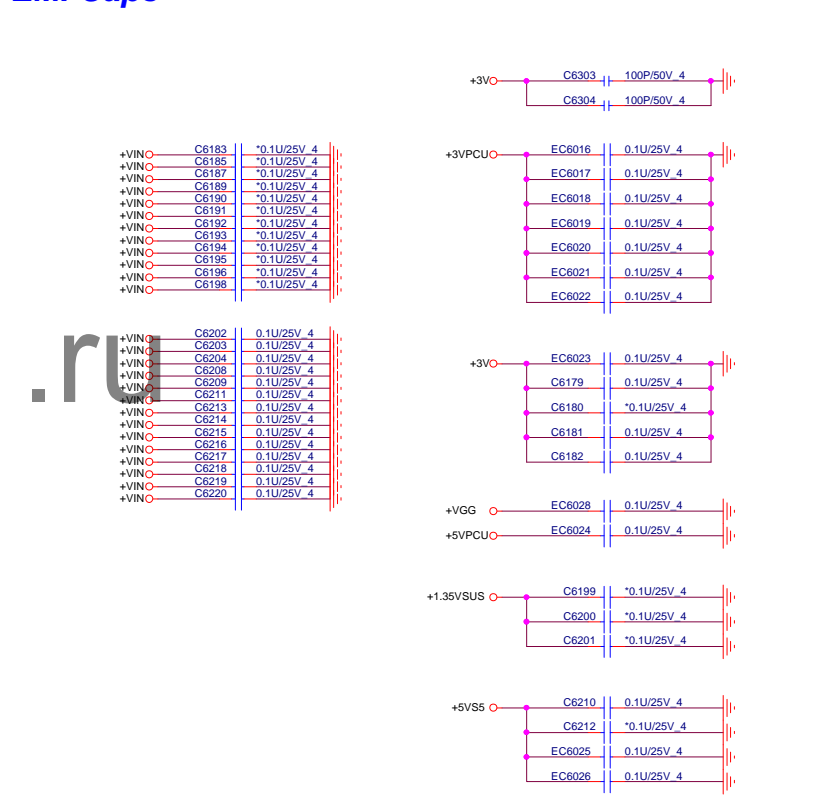 EMI Caps
+3V C6303 100P/50V_4
C6304 100P/50V_4
+VIN C6183 *0.1U/25V_4
+VIN C6185 *0.1U/25V_4
+VIN C6187 *0.1U/25V_4
+VIN C6189 *0.1U/25V_4
+VIN C6190 *0.1U/25V_4
+VIN C6191 *0.1U/25V_4
+VIN C6192 *0.1U/25V_4
+VIN C6193 *0.1U/25V_4
+VIN C6194 *0.1U/25V_4
+VIN C6195 *0.1U/25V_4
+VIN C6196 *0.1U/25V_4
+VIN C6198 *0.1U/25V_4
+3VPCU EC6016 0.1U/25V_4
EC6017 0.1U/25V_4
EC6018 0.1U/25V_4
EC6019 0.1U/25V_4
EC6020 0.1U/25V_4
EC6021 0.1U/25V_4
EC6022 0.1U/25V_4
+VIN C6202 0.1U/25V_4
+VIN C6203 0.1U/25V_4
+VIN C6204 0.1U/25V_4
+VIN C6208 0.1U/25V_4
+VIN C6209 0.1U/25V_4
+VIN C6211 0.1U/25V_4
+VIN C6213 0.1U/25V_4
+VIN C6214 0.1U/25V_4
+VIN C6215 0.1U/25V_4
+VIN C6216 0.1U/25V_4
+VIN C6217 0.1U/25V_4
+VIN C6218 0.1U/25V_4
+VIN C6219 0.1U/25V_4
+VIN C6220 0.1U/25V_4
.ru
+3V EC6023 0.1U/25V_4
C6179 0.1U/25V_4
C6180 *0.1U/25V_4
C6181 0.1U/25V_4
C6182 0.1U/25V_4
+VGG EC6028 0.1U/25V_4
+5VPCU EC6024 0.1U/25V_4
+1.35VSUS C6199 *0.1U/25V_4
C6200 *0.1U/25V_4
C6201 *0.1U/25V_4
+5VS5 C6210 0.1U/25V_4
C6212 *0.1U/25V_4
EC6025 0.1U/25V_4
EC6026 0.1U/25V_4